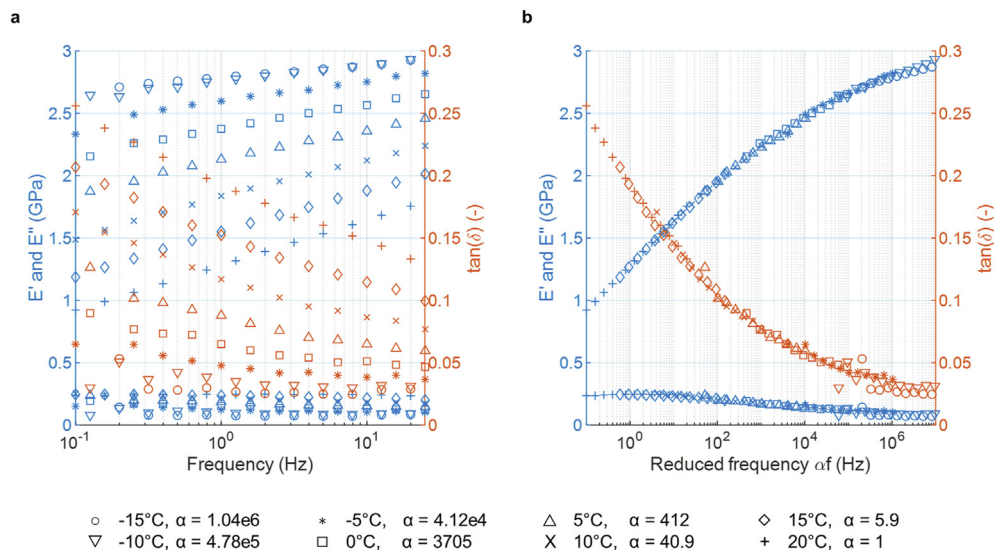 a
b
3
2.5
2
1.5
1
0.5
0
E' and E'' (GPa)
0.3
0.25
0.2
0.15
0.1
0.05
0
tan(δ) (-)
10-1 100 101
Frequency (Hz)
3
2.5
2
1.5
1
0.5
0
E' and E'' (GPa)
0.3
0.25
0.2
0.15
0.1
0.05
0
tan(δ) (-)
100 102 104 106
Reduced frequency αf (Hz)
○ -15°C, α = 1.04e6 * -5°C, α = 4.12e4 △ 5°C, α = 412 ◇ 15°C, α = 5.9
▽ -10°C, α = 4.78e5 □ 0°C, α = 3705 X 10°C, α = 40.9 + 20°C, α = 1